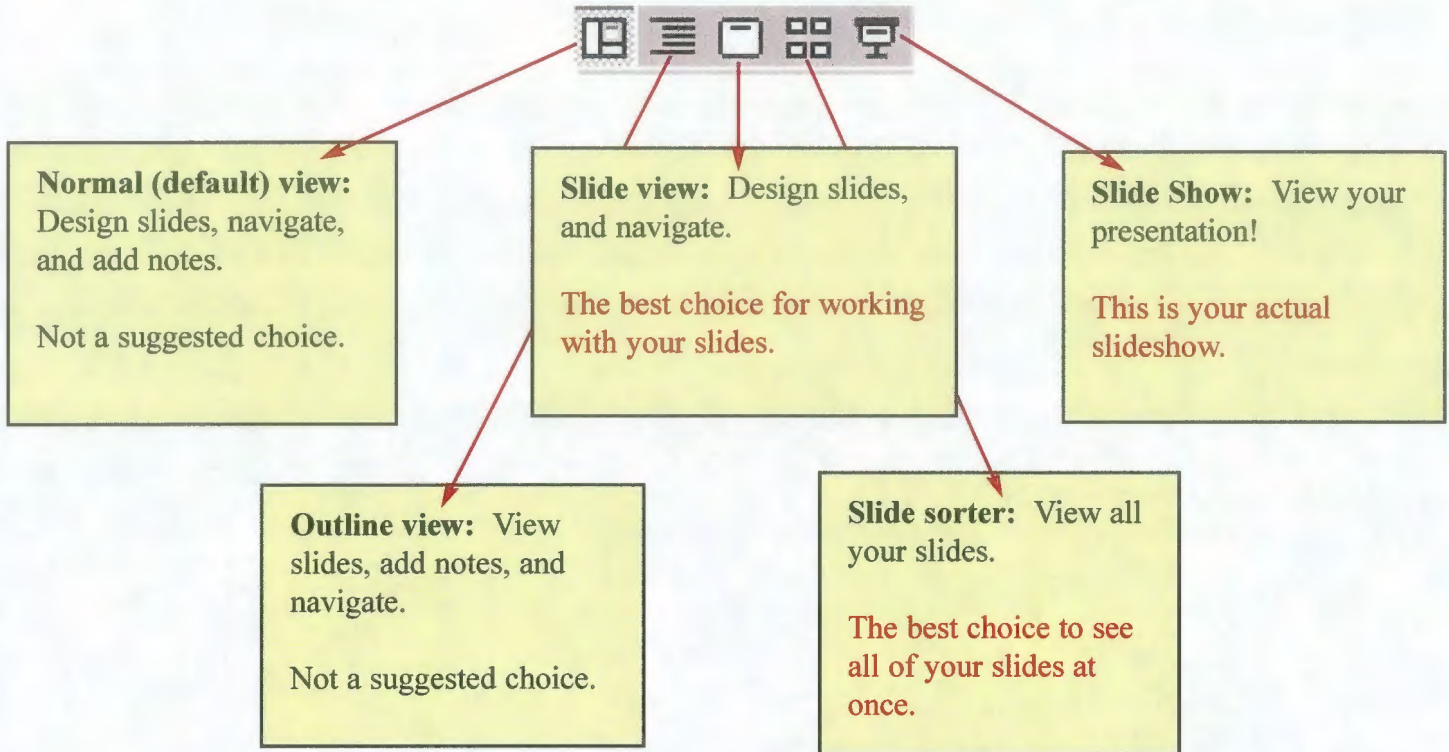 Normal (default) view:
Design slides, navigate,
and add notes.
Not a suggested choice.
Slide view: Design slides,
and navigate.
The best choice for working
with your slides.
Slide Show: View your
presentation!
This is your actual
slideshow.
Outline view: View
slides, add notes, and
navigate.
Not a suggested choice.
Slide sorter: View all
your slides.
The best choice to see
all of your slides at
once.